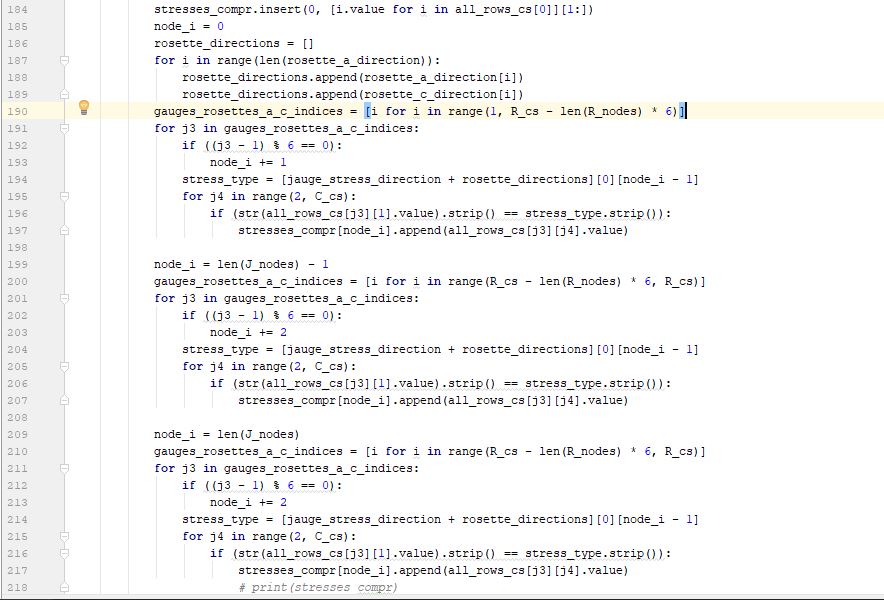 184 stresses_compr.insert(0, [i.value for i in all_rows_cs[0]][1:])
185 node_i = 0
186 rosette_directions = []
187 for i in range(len(rosette_a_direction)):
188 rosette_directions.append(rosette_a_direction[i])
189 rosette_directions.append(rosette_c_direction[i])
190 gauges_rosettes_a_c_indices = [i for i in range(1, R_cs - len(R_nodes) * 6)]
191 for j3 in gauges_rosettes_a_c_indices:
192 if ((j3 - 1) % 6 == 0):
193 node_i += 1
194 stress_type = [jauge_stress_direction + rosette_directions][0][node_i - 1]
195 for j4 in range(2, C_cs):
196 if (str(all_rows_cs[j3][1].value).strip() == stress_type.strip()):
197 stresses_compr[node_i].append(all_rows_cs[j3][j4].value)
198
199 node_i = len(J_nodes) - 1
200 gauges_rosettes_a_c_indices = [i for i in range(R_cs - len(R_nodes) * 6, R_cs)]
201 for j3 in gauges_rosettes_a_c_indices:
202 if ((j3 - 1) % 6 == 0):
203 node_i += 2
204 stress_type = [jauge_stress_direction + rosette_directions][0][node_i - 1]
205 for j4 in range(2, C_cs):
206 if (str(all_rows_cs[j3][1].value).strip() == stress_type.strip()):
207 stresses_compr[node_i].append(all_rows_cs[j3][j4].value)
208
209 node_i = len(J_nodes)
210 gauges_rosettes_a_c_indices = [i for i in range(R_cs - len(R_nodes) * 6, R_cs)]
211 for j3 in gauges_rosettes_a_c_indices:
212 if ((j3 - 1) % 6 == 0):
213 node_i += 2
214 stress_type = [jauge_stress_direction + rosette_directions][0][node_i - 1]
215 for j4 in range(2, C_cs):
216 if (str(all_rows_cs[j3][1].value).strip() == stress_type.strip()):
217 stresses_compr[node_i].append(all_rows_cs[j3][j4].value)
218 # print(stresses compr)